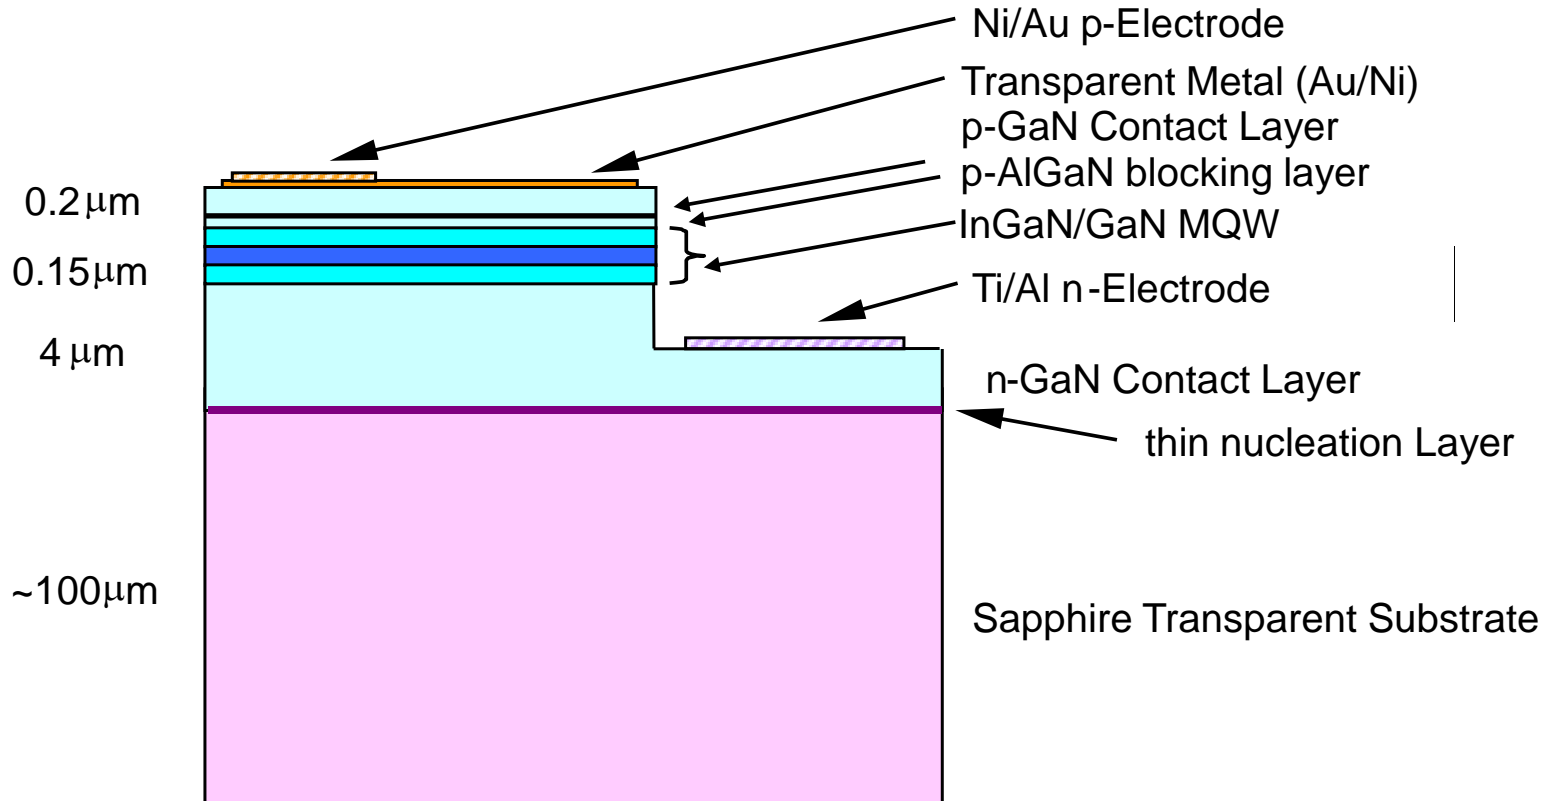 Ni/Au p-Electrode
Transparent Metal (Au/Ni)
p-GaN Contact Layer
p-AlGaN blocking layer
0.2μm
InGaN/GaN MQW
0.15μm
Ti/Al n-Electrode
4 μm
n-GaN Contact Layer
thin nucleation Layer
~100μm
Sapphire Transparent Substrate